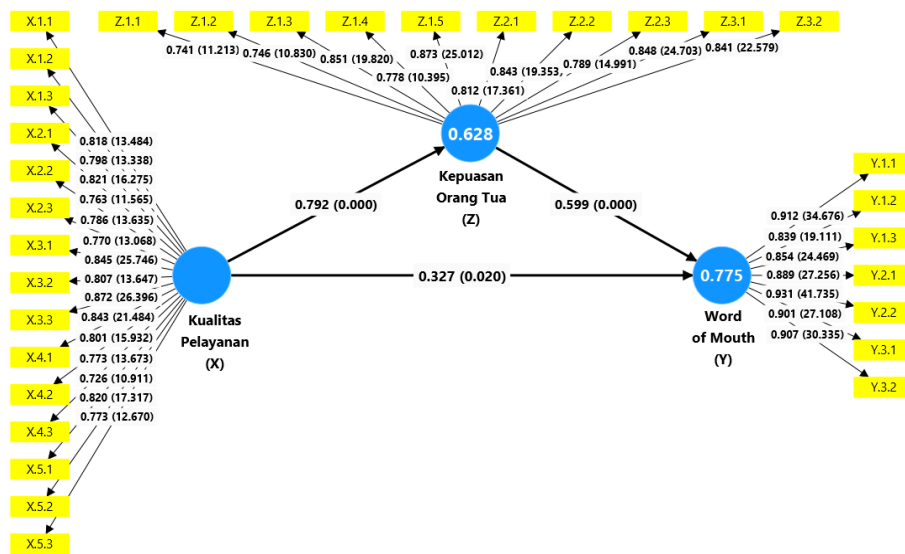 X.1.1
X.1.2
X.1.3
X.2.1
X.2.2
X.2.3
X.3.1
X.3.2
X.3.3
X.4.1
X.4.2
X.4.3
X.5.1
X.5.2
X.5.3
0.818 (13.484)
0.798 (13.338)
0.821 (16.275)
0.763 (11.565)
0.786 (13.635)
0.770 (13.068)
0.845 (25.746)
0.807 (13.647)
0.872 (26.396)
0.843 (21.484)
0.801 (15.932)
0.773 (13.673)
0.726 (10.911)
0.820 (17.317)
0.773 (12.670)
Kualitas
Pelayanan
(X)
Z.1.1 Z.1.2 Z.1.3 Z.1.4 Z.1.5 Z.2.1 Z.2.2 Z.2.3 Z.3.1 Z.3.2
0.741 (11.213)
0.746 (10.830)
0.851 (19.820)
0.778 (10.395)
0.873 (25.012)
0.812 (17.361)
0.843 (19.353)
0.789 (14.991)
0.848 (24.703)
0.841 (22.579)
0.628
Kepuasan
Orang Tua
(Z)
0.792 (0.000)
0.599 (0.000)
0.327 (0.020)
0.775
Word
of Mouth
(Y)
0.912 (34.676)
0.839 (19.111)
0.854 (24.469)
0.889 (27.256)
0.931 (41.735)
0.901 (27.108)
0.907 (30.335)
Y.1.1
Y.1.2
Y.1.3
Y.2.1
Y.2.2
Y.3.1
Y.3.2